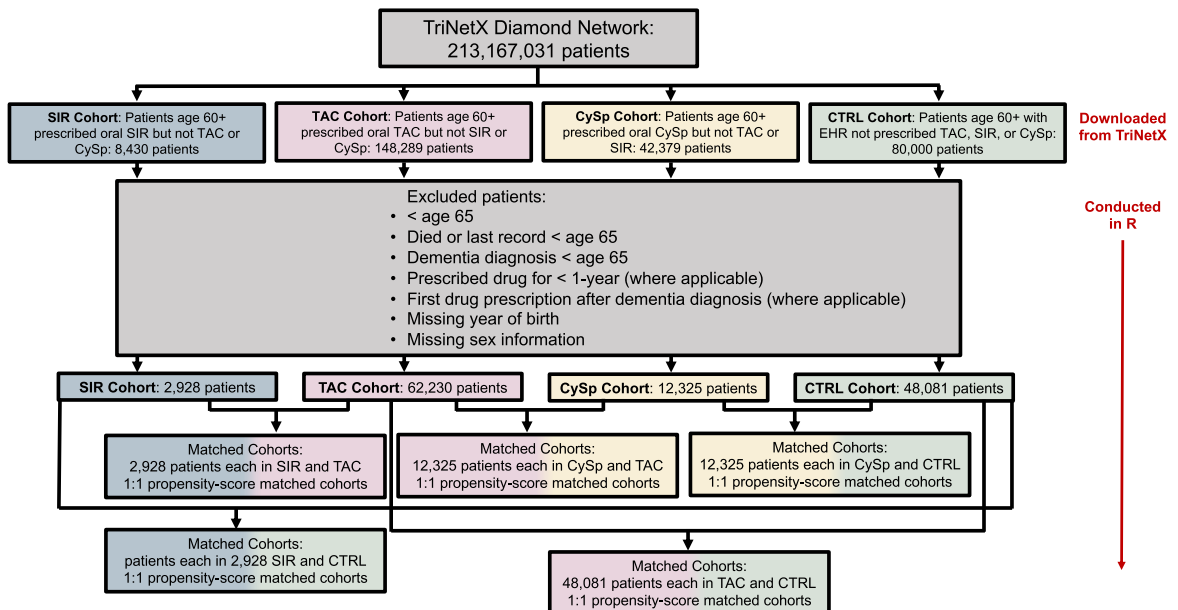 TriNetX Diamond Network:
213,167,031 patients
SIR Cohort: Patients age 60+
prescribed oral SIR but not TAC or
CySp: 8,430 patients
TAC Cohort: Patients age 60+
prescribed oral TAC but not SIR or
CySp: 148,289 patients
CySp Cohort: Patients age 60+
prescribed oral CySp but not TAC or
SIR: 42,379 patients
CTRL Cohort: Patients age 60+ with
EHR not prescribed TAC, SIR, or CySp:
80,000 patients
Downloaded
from TriNetX
Excluded patients:
• < age 65
• Died or last record < age 65
• Dementia diagnosis < age 65
• Prescribed drug for < 1-year (where applicable)
• First drug prescription after dementia diagnosis (where applicable)
• Missing year of birth
• Missing sex information
Conducted
in R
SIR Cohort: 2,928 patients
TAC Cohort: 62,230 patients
CySp Cohort: 12,325 patients
CTRL Cohort: 48,081 patients
Matched Cohorts:
2,928 patients each in SIR and TAC
1:1 propensity-score matched cohorts
Matched Cohorts:
12,325 patients each in CySp and TAC
1:1 propensity-score matched cohorts
Matched Cohorts:
12,325 patients each in CySp and CTRL
1:1 propensity-score matched cohorts
Matched Cohorts:
patients each in 2,928 SIR and CTRL
1:1 propensity-score matched cohorts
Matched Cohorts:
48,081 patients each in TAC and CTRL
1:1 propensity-score matched cohorts